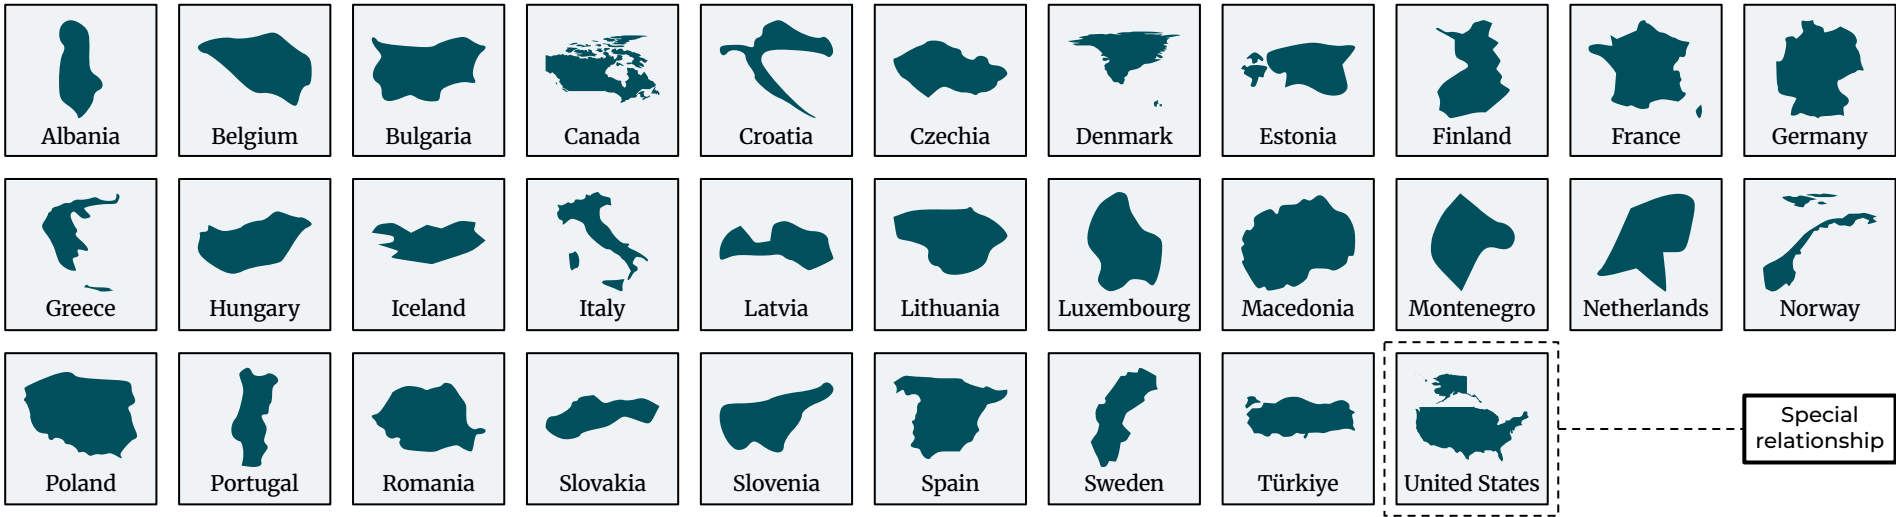 Albania
Belgium
Bulgaria
Canada
Croatia
Czechia
Denmark
Estonia
Finland
France
Germany
Greece
Hungary
Iceland
Italy
Latvia
Lithuania
Luxembourg
Macedonia
Montenegro
Netherlands
Norway
Poland
Portugal
Romania
Slovakia
Slovenia
Spain
Sweden
Türkiye
United States
Special
relationship